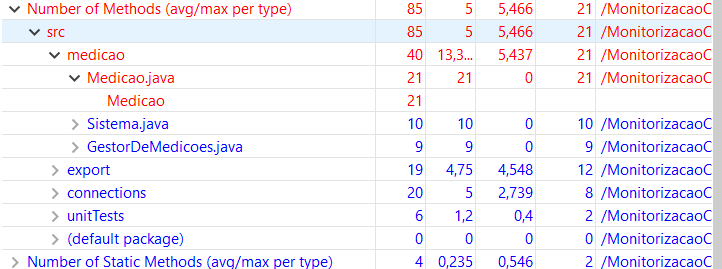 Number of Methods (avg/max per type) 85 5 5,466 21 /MonitorizacaoC
src 85 5 5,466 21 /MonitorizacaoC
medicao 40 13,3... 5,437 21 /MonitorizacaoC
Medicao.java 21 21 0 21 /MonitorizacaoC
Medicao 21
Sistema.java 10 10 0 10 /MonitorizacaoC
GestorDeMedicoes.java 9 9 0 9 /MonitorizacaoC
export 19 4,75 4,548 12 /MonitorizacaoC
connections 20 5 2,739 8 /MonitorizacaoC
unitTests 6 1,2 0,4 2 /MonitorizacaoC
(default package) 0 0 0 0 /MonitorizacaoC
Number of Static Methods (avg/max per type) 4 0,235 0,546 2 /MonitorizacaoC